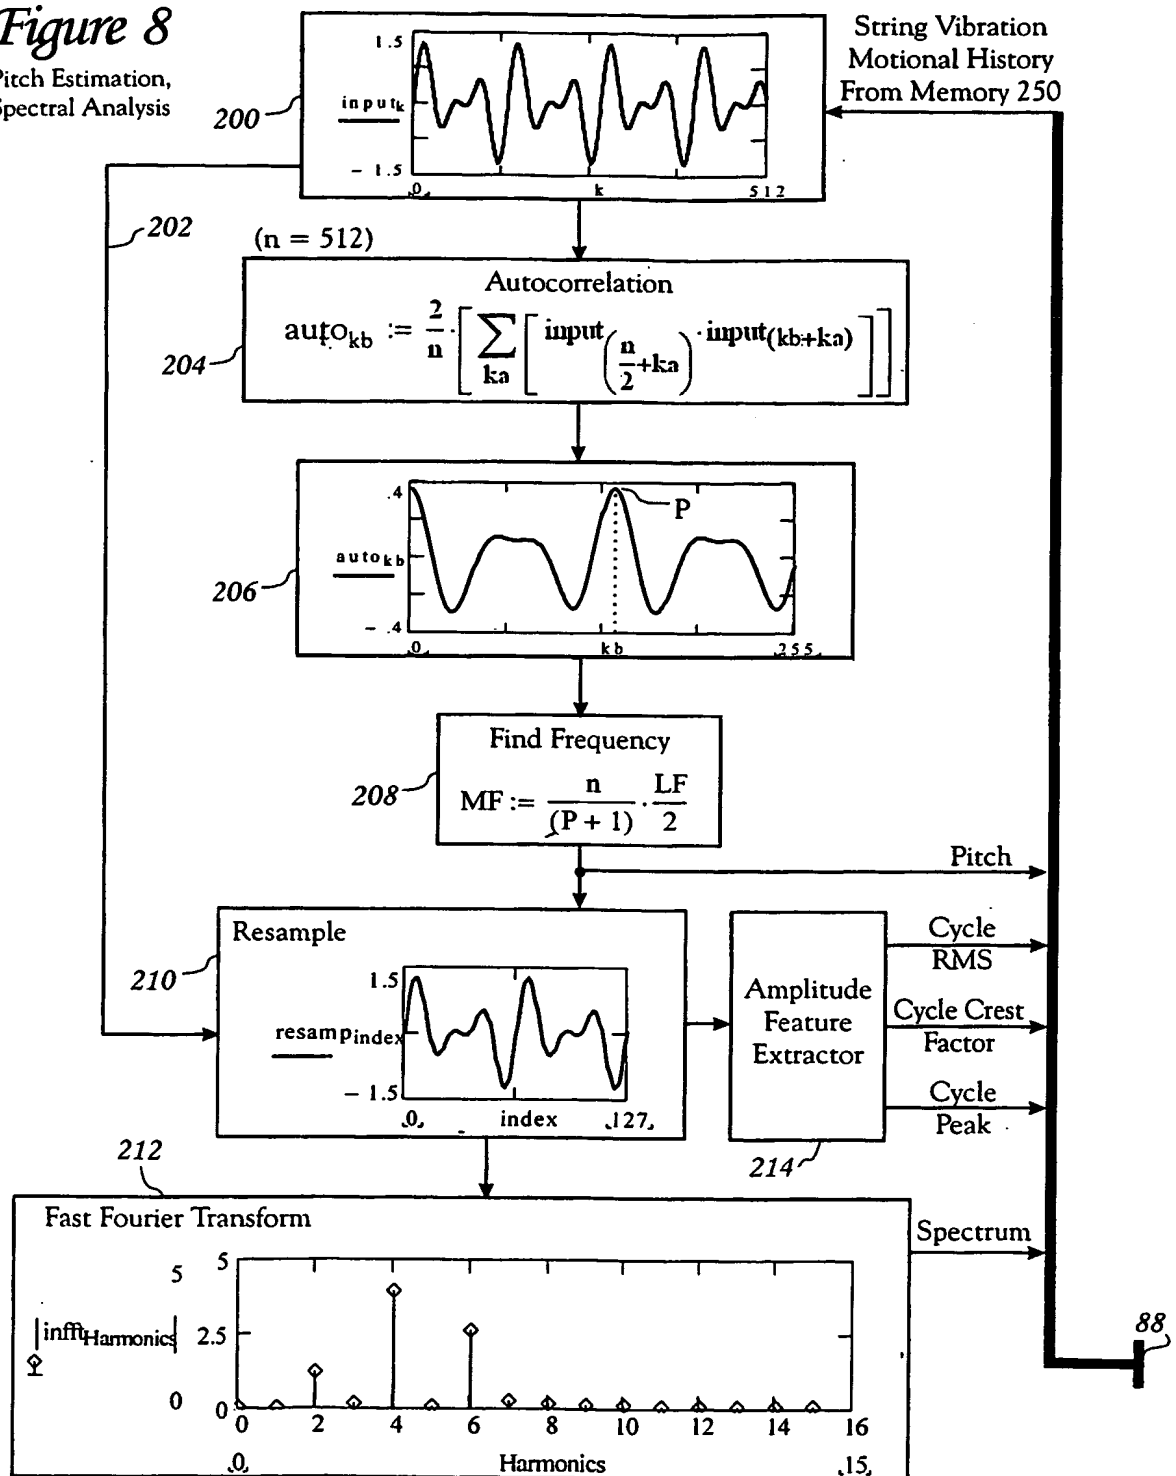 Figure 8
Pitch Estimation,
Spectral Analysis
String Vibration
Motional History
From Memory 250
200
1.5
input_k
- 1.5
0 k 512
202
(n = 512)
204
Autocorrelation
auto_kb := 2/n · [ ∑_ka [ input_(n/2+ka) · input_(kb+ka) ] ]
206
.4
auto_kb
- .4
P
0 kb 255
208
Find Frequency
MF := n/(P + 1) · LF/2
Pitch
210
Resample
1.5
resamp_index
- 1.5
0 index 127
Amplitude
Feature
Extractor
214
Cycle
RMS
Cycle Crest
Factor
Cycle
Peak
212
Fast Fourier Transform
Spectrum
5 5
|infft_Harmonics| 2.5
0 0
0 2 4 6 8 10 12 14 16
0 Harmonics 15
88